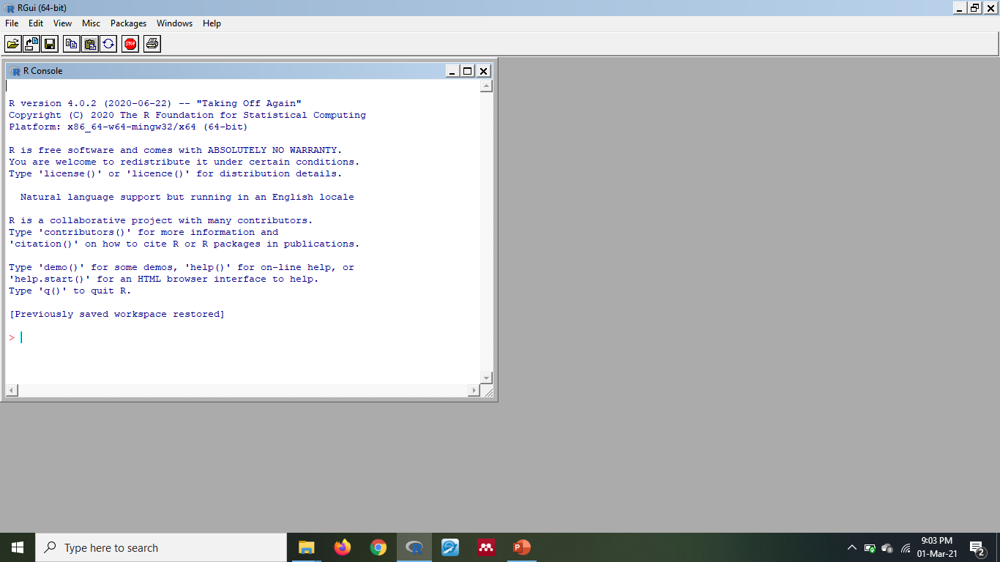 RGui (64-bit)
File Edit View Misc Packages Windows Help
STOP
R Console
R version 4.0.2 (2020-06-22) -- "Taking Off Again"
Copyright (C) 2020 The R Foundation for Statistical Computing
Platform: x86_64-w64-mingw32/x64 (64-bit)
R is free software and comes with ABSOLUTELY NO WARRANTY.
You are welcome to redistribute it under certain conditions.
Type 'license()' or 'licence()' for distribution details.
Natural language support but running in an English locale
R is a collaborative project with many contributors.
Type 'contributors()' for more information and
'citation()' on how to cite R or R packages in publications.
Type 'demo()' for some demos, 'help()' for on-line help, or
'help.start()' for an HTML browser interface to help.
Type 'q()' to quit R.
[Previously saved workspace restored]
>
Type here to search
9:03 PM
01-Mar-21
2